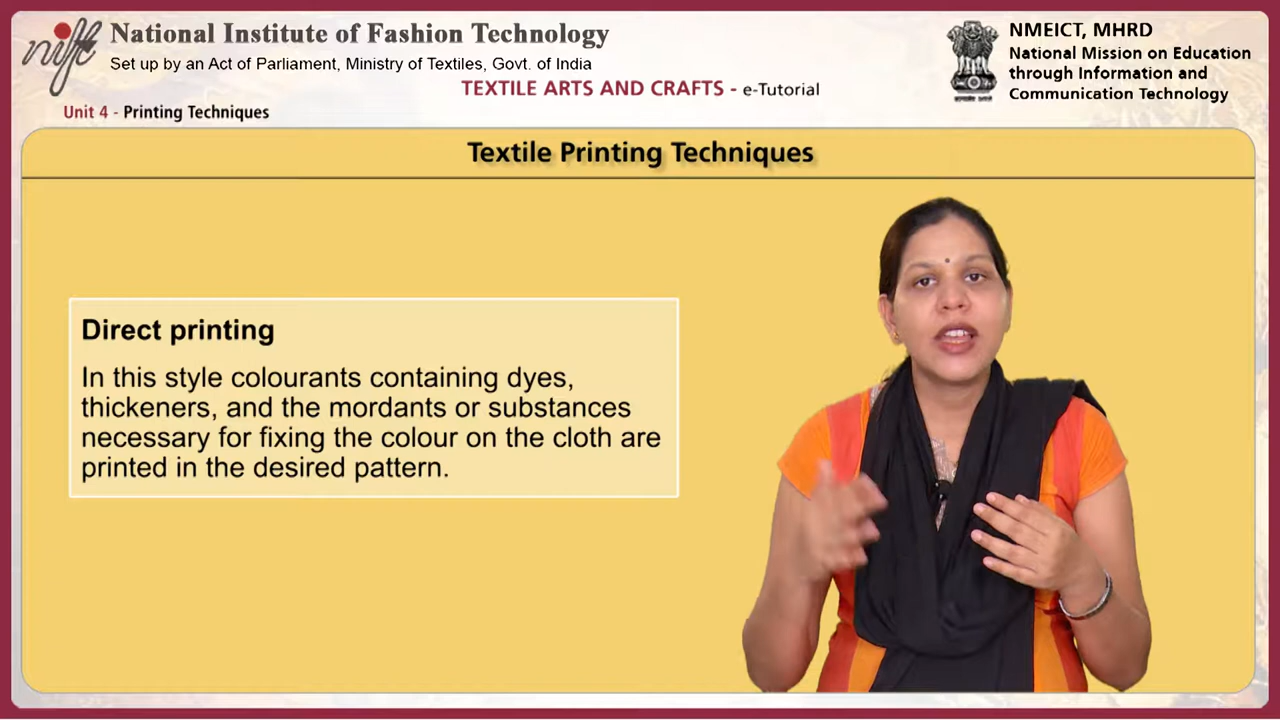 nift
National Institute of Fashion Technology
Set up by an Act of Parliament, Ministry of Textiles, Govt. of India
NMEICT, MHRD
National Mission on Education
through Information and
Communication Technology
TEXTILE ARTS AND CRAFTS - e-Tutorial
Unit 4 - Printing Techniques
Textile Printing Techniques
Direct printing
In this style colourants containing dyes,
thickeners, and the mordants or substances
necessary for fixing the colour on the cloth are
printed in the desired pattern.